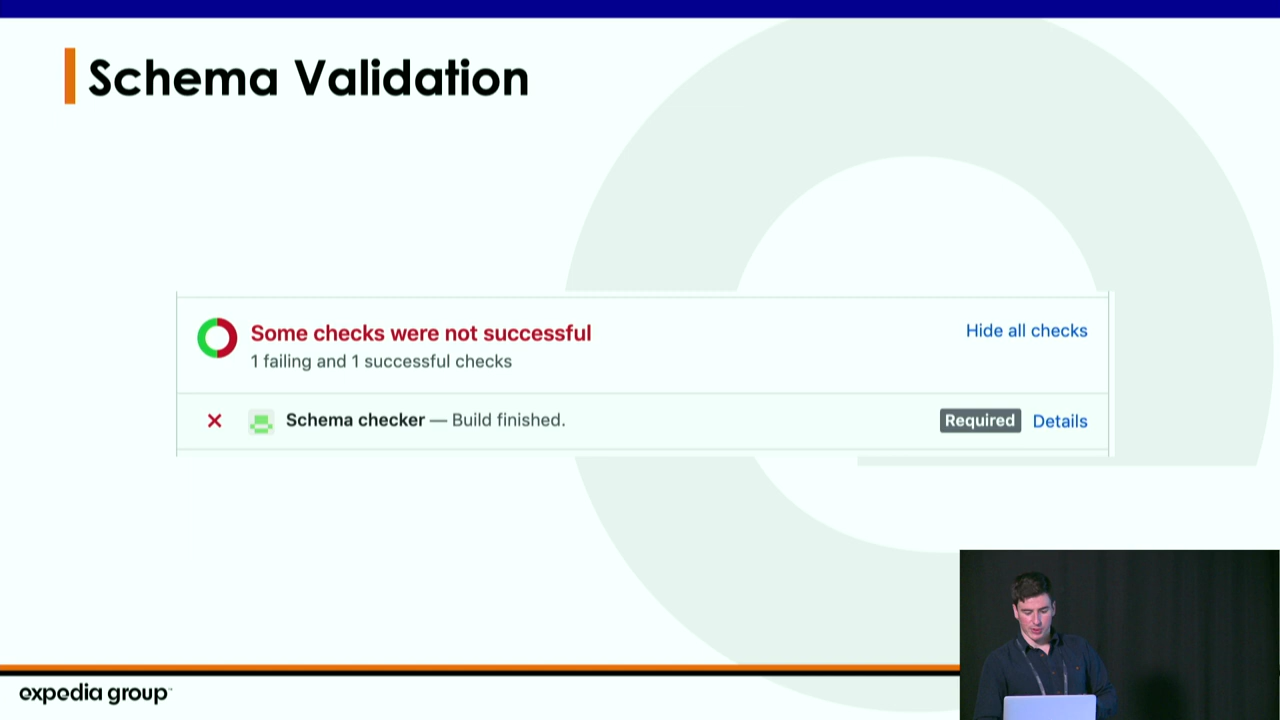 Schema Validation
Some checks were not successful
Hide all checks
1 failing and 1 successful checks
Schema checker — Build finished.
Required
Details
expedia group™